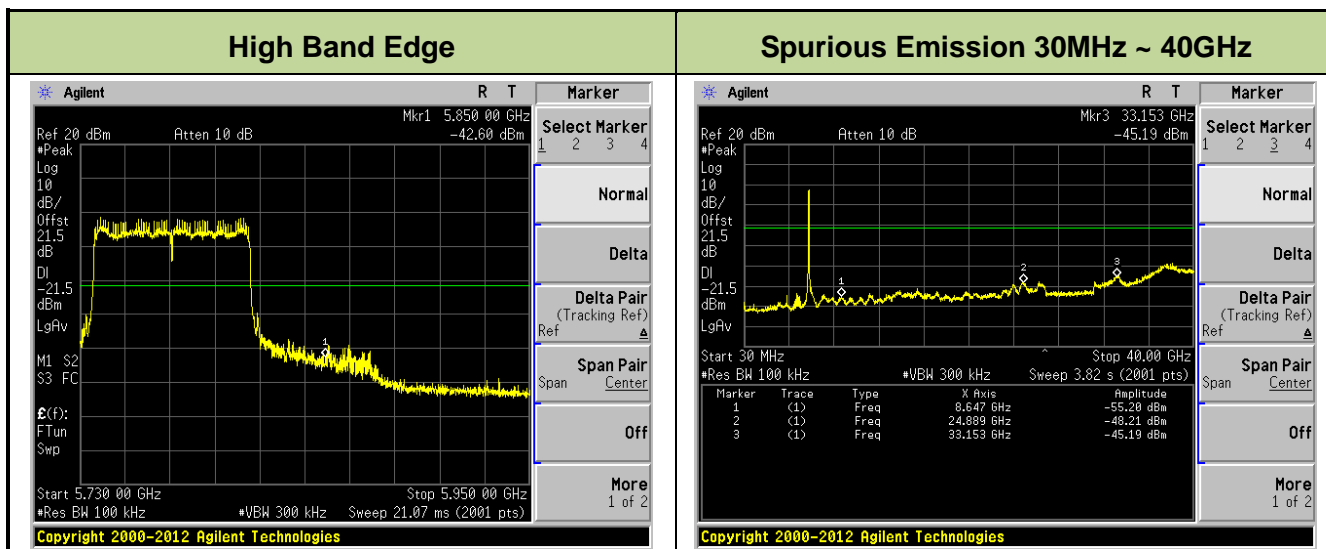 High Band Edge
Agilent R T
Mkr1 5.850 00 GHz
Ref 20 dBm Atten 10 dB -42.60 dBm
#Peak
Log
10
dB/
Offst
21.5
dB
DI
-21.5
dBm
LgAv
M1 S2
S3 FC
£(f):
FTun
Swp
1
Start 5.730 00 GHz Stop 5.950 00 GHz
#Res BW 100 kHz #VBW 300 kHz Sweep 21.07 ms (2001 pts)
Copyright 2000-2012 Agilent Technologies
Marker
Select Marker
1 2 3 4
Normal
Delta
Delta Pair
(Tracking Ref)
Ref Δ
Span Pair
Span Center
Off
More
1 of 2
Spurious Emission 30MHz ~ 40GHz
Agilent R T
Mkr3 33.153 GHz
Ref 20 dBm Atten 10 dB -45.19 dBm
#Peak
Log
10
dB/
Offst
21.5
dB
DI
-21.5
dBm
LgAv
1
2
3
Start 30 MHz ^ Stop 40.00 GHz
#Res BW 100 kHz #VBW 300 kHz Sweep 3.82 s (2001 pts)
Marker Trace Type X Axis Amplitude
1 (1) Freq 8.647 GHz -55.20 dBm
2 (1) Freq 24.889 GHz -48.21 dBm
3 (1) Freq 33.153 GHz -45.19 dBm
Copyright 2000-2012 Agilent Technologies
Marker
Select Marker
1 2 3 4
Normal
Delta
Delta Pair
(Tracking Ref)
Ref Δ
Span Pair
Span Center
Off
More
1 of 2